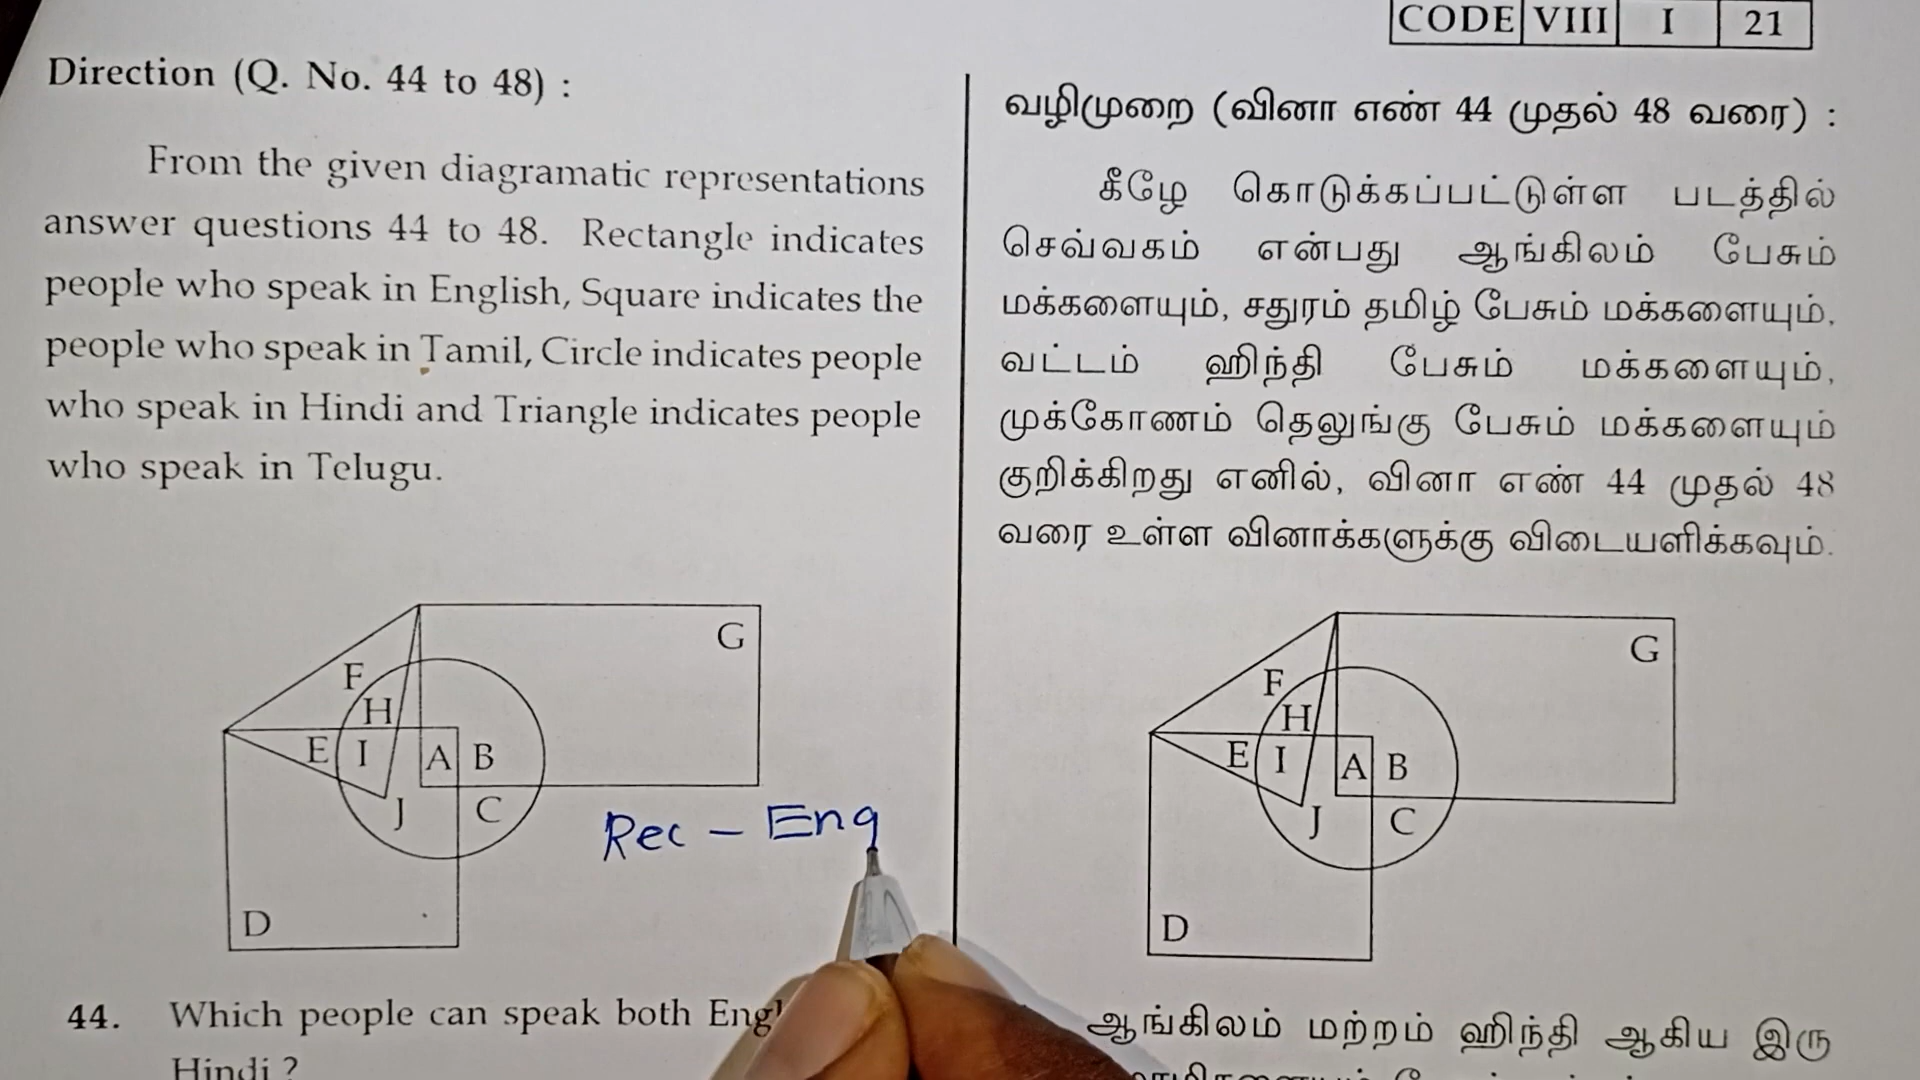 CODE VIII I 21
Direction (Q. No. 44 to 48) :
From the given diagramatic representations
answer questions 44 to 48. Rectangle indicates
people who speak in English, Square indicates the
people who speak in Tamil, Circle indicates people
who speak in Hindi and Triangle indicates people
who speak in Telugu.
G
F
H
E I A B
J C
D
Rec - Eng
44. Which people can speak both
Hindi ?
வழிமுறை (வினா எண் 44 முதல் 48 வரை) :
கீழே கொடுக்கப்பட்டுள்ள படத்தில்
செவ்வகம் என்பது ஆங்கிலம் பேசும்
மக்களையும், சதுரம் தமிழ் பேசும் மக்களையும்,
வட்டம் ஹிந்தி பேசும் மக்களையும்,
முக்கோணம் தெலுங்கு பேசும் மக்களையும்
குறிக்கிறது எனில், வினா எண் 44 முதல் 48
வரை உள்ள வினாக்களுக்கு விடையளிக்கவும்.
G
F
H
E I A B
J C
D
ஆங்கிலம் மற்றும் ஹிந்தி ஆகிய இரு